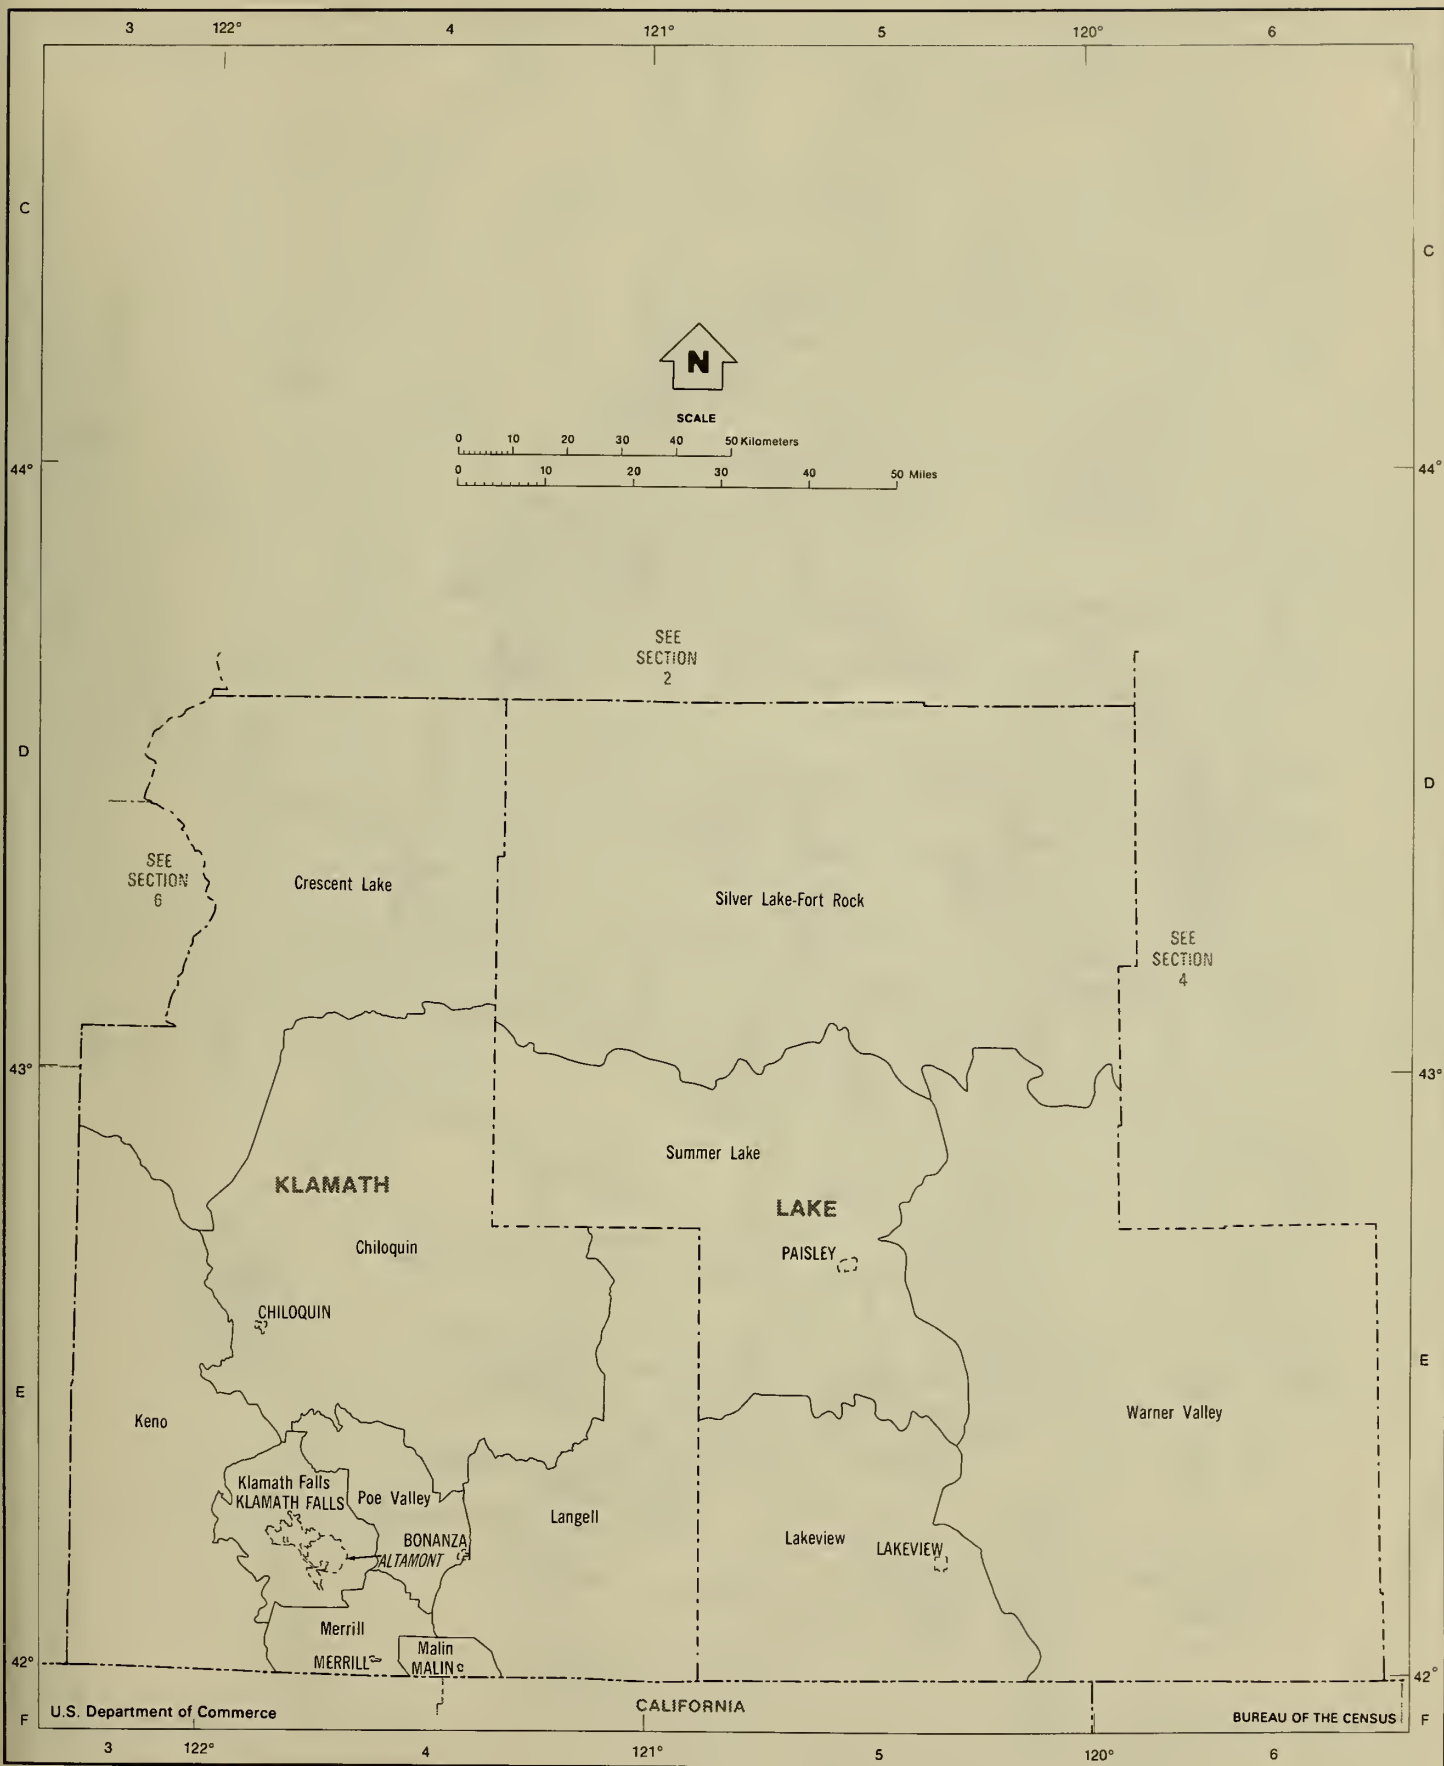 3 122° 4 121° 5 120° 6
C
C
N
SCALE
0 10 20 30 40 50 Kilometers
44°
44°
0 10 20 30 40 50 Miles
SEE
SECTION
2
D
D
SEE
SECTION
6
Crescent Lake
Silver Lake-Fort Rock
SEE
SECTION
4
43°
43°
Summer Lake
KLAMATH
LAKE
Chiloquin
PAISLEY
CHILOQUIN
E
E
Keno
Warner Valley
Klamath Falls
KLAMATH FALLS
Poe Valley
Langell
BONANZA
ALTAMONT
Lakeview
LAKEVIEW
Merrill
MERRILL
Malin
MALIN
42°
42°
CALIFORNIA
F
U.S. Department of Commerce
BUREAU OF THE CENSUS
F
3 122° 4 121° 5 120° 6